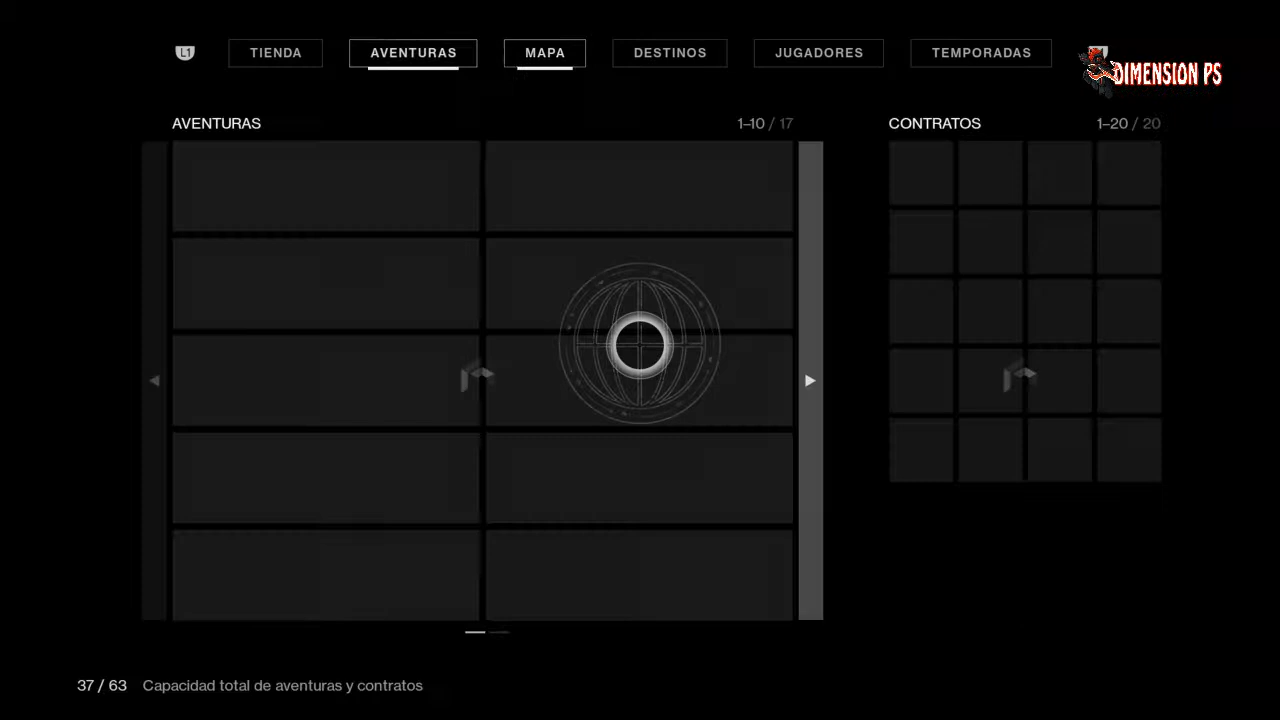 L1
TIENDA
AVENTURAS
MAPA
DESTINOS
JUGADORES
TEMPORADAS
DIMENSION PS
AVENTURAS
1–10 / 17
CONTRATOS
1–20 / 20
37 / 63
Capacidad total de aventuras y contratos